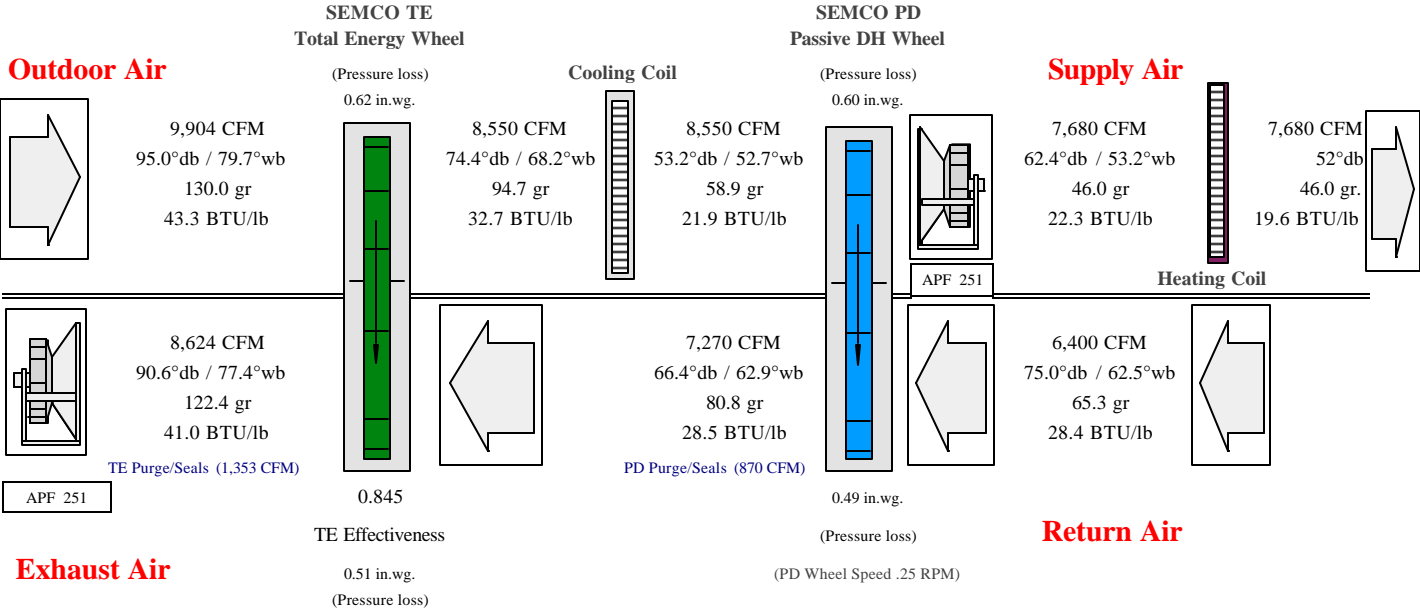 SEMCO TE
Total Energy Wheel
SEMCO PD
Passive DH Wheel
Outdoor Air
(Pressure loss)
0.62 in.wg.
Cooling Coil
(Pressure loss)
0.60 in.wg.
Supply Air
9,904 CFM
95.0°db / 79.7°wb
130.0 gr
43.3 BTU/lb
8,550 CFM
74.4°db / 68.2°wb
94.7 gr
32.7 BTU/lb
8,550 CFM
53.2°db / 52.7°wb
58.9 gr
21.9 BTU/lb
7,680 CFM
62.4°db / 53.2°wb
46.0 gr
22.3 BTU/lb
7,680 CFM
52°db
46.0 gr.
19.6 BTU/lb
APF 251
Heating Coil
8,624 CFM
90.6°db / 77.4°wb
122.4 gr
41.0 BTU/lb
TE Purge/Seals (1,353 CFM)
7,270 CFM
66.4°db / 62.9°wb
80.8 gr
28.5 BTU/lb
PD Purge/Seals (870 CFM)
6,400 CFM
75.0°db / 62.5°wb
65.3 gr
28.4 BTU/lb
APF 251
0.845
TE Effectiveness
0.51 in.wg.
(Pressure loss)
0.49 in.wg.
(Pressure loss)
(PD Wheel Speed .25 RPM)
Return Air
Exhaust Air